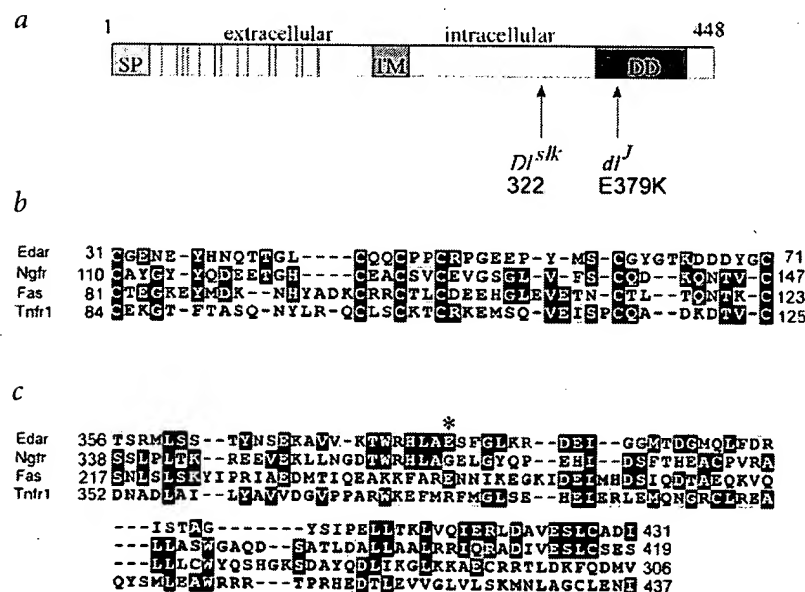 a
1 extracellular intracellular 448
SP TM DD
Dl^slk dl^J
322 E379K
b
Edar 31 CGENE-YHNQTTGL----CQQCPPCRPGEEP-Y-MS-CGYGTKDDDYGC 71
Ngfr 110 CAYGY-YQDEETGH----CEACSVCEVGSGL-V-FS-CQD--KQNTVC 147
Fas 81 CTEGKEYMDK--NHYADKCRRCTLCDEEHGLEVETN-CTL--TQNTK-C 123
Tnfr1 84 CEKGT-FTASQ-NYLR-QCLSCKTCRKEMSQ-VEISPCQA--DKDTV-C 125
c
*
Edar 356 TSRMLSS--TYNSEKAVV-KTWRHLAESFGLKR--DEI--GGMTDGMQLFDR
Ngfr 338 SSLPLTK--REEVEKLLNGDTWRHLAGELGYQP--EHI--DSFTHEACPVRA
Fas 217 SNLSLSKYIPRIAEDMTIQEAKKFARENNIKEGKIDEIMHDSIQDTAEQKVQ
Tnfr1 352 DNADLAI--LYAVVDGVPPARWKEFMRFMGLSE--HEIERLEMQNGRCLREA
---ISTAG------YSIPELLTKLVQIERLDAVESLCADI 431
--LLASWGAQD--SATLDALLAALRRIQRADIVESLCSES 419
--LLLCWYQSHGKSDAYQDLIKGLKKAECRRTLDKFQDMV 306
QYSMLEAWRRR--TPRHEDTLEVVGLVLSKMNLAGCLENI 437